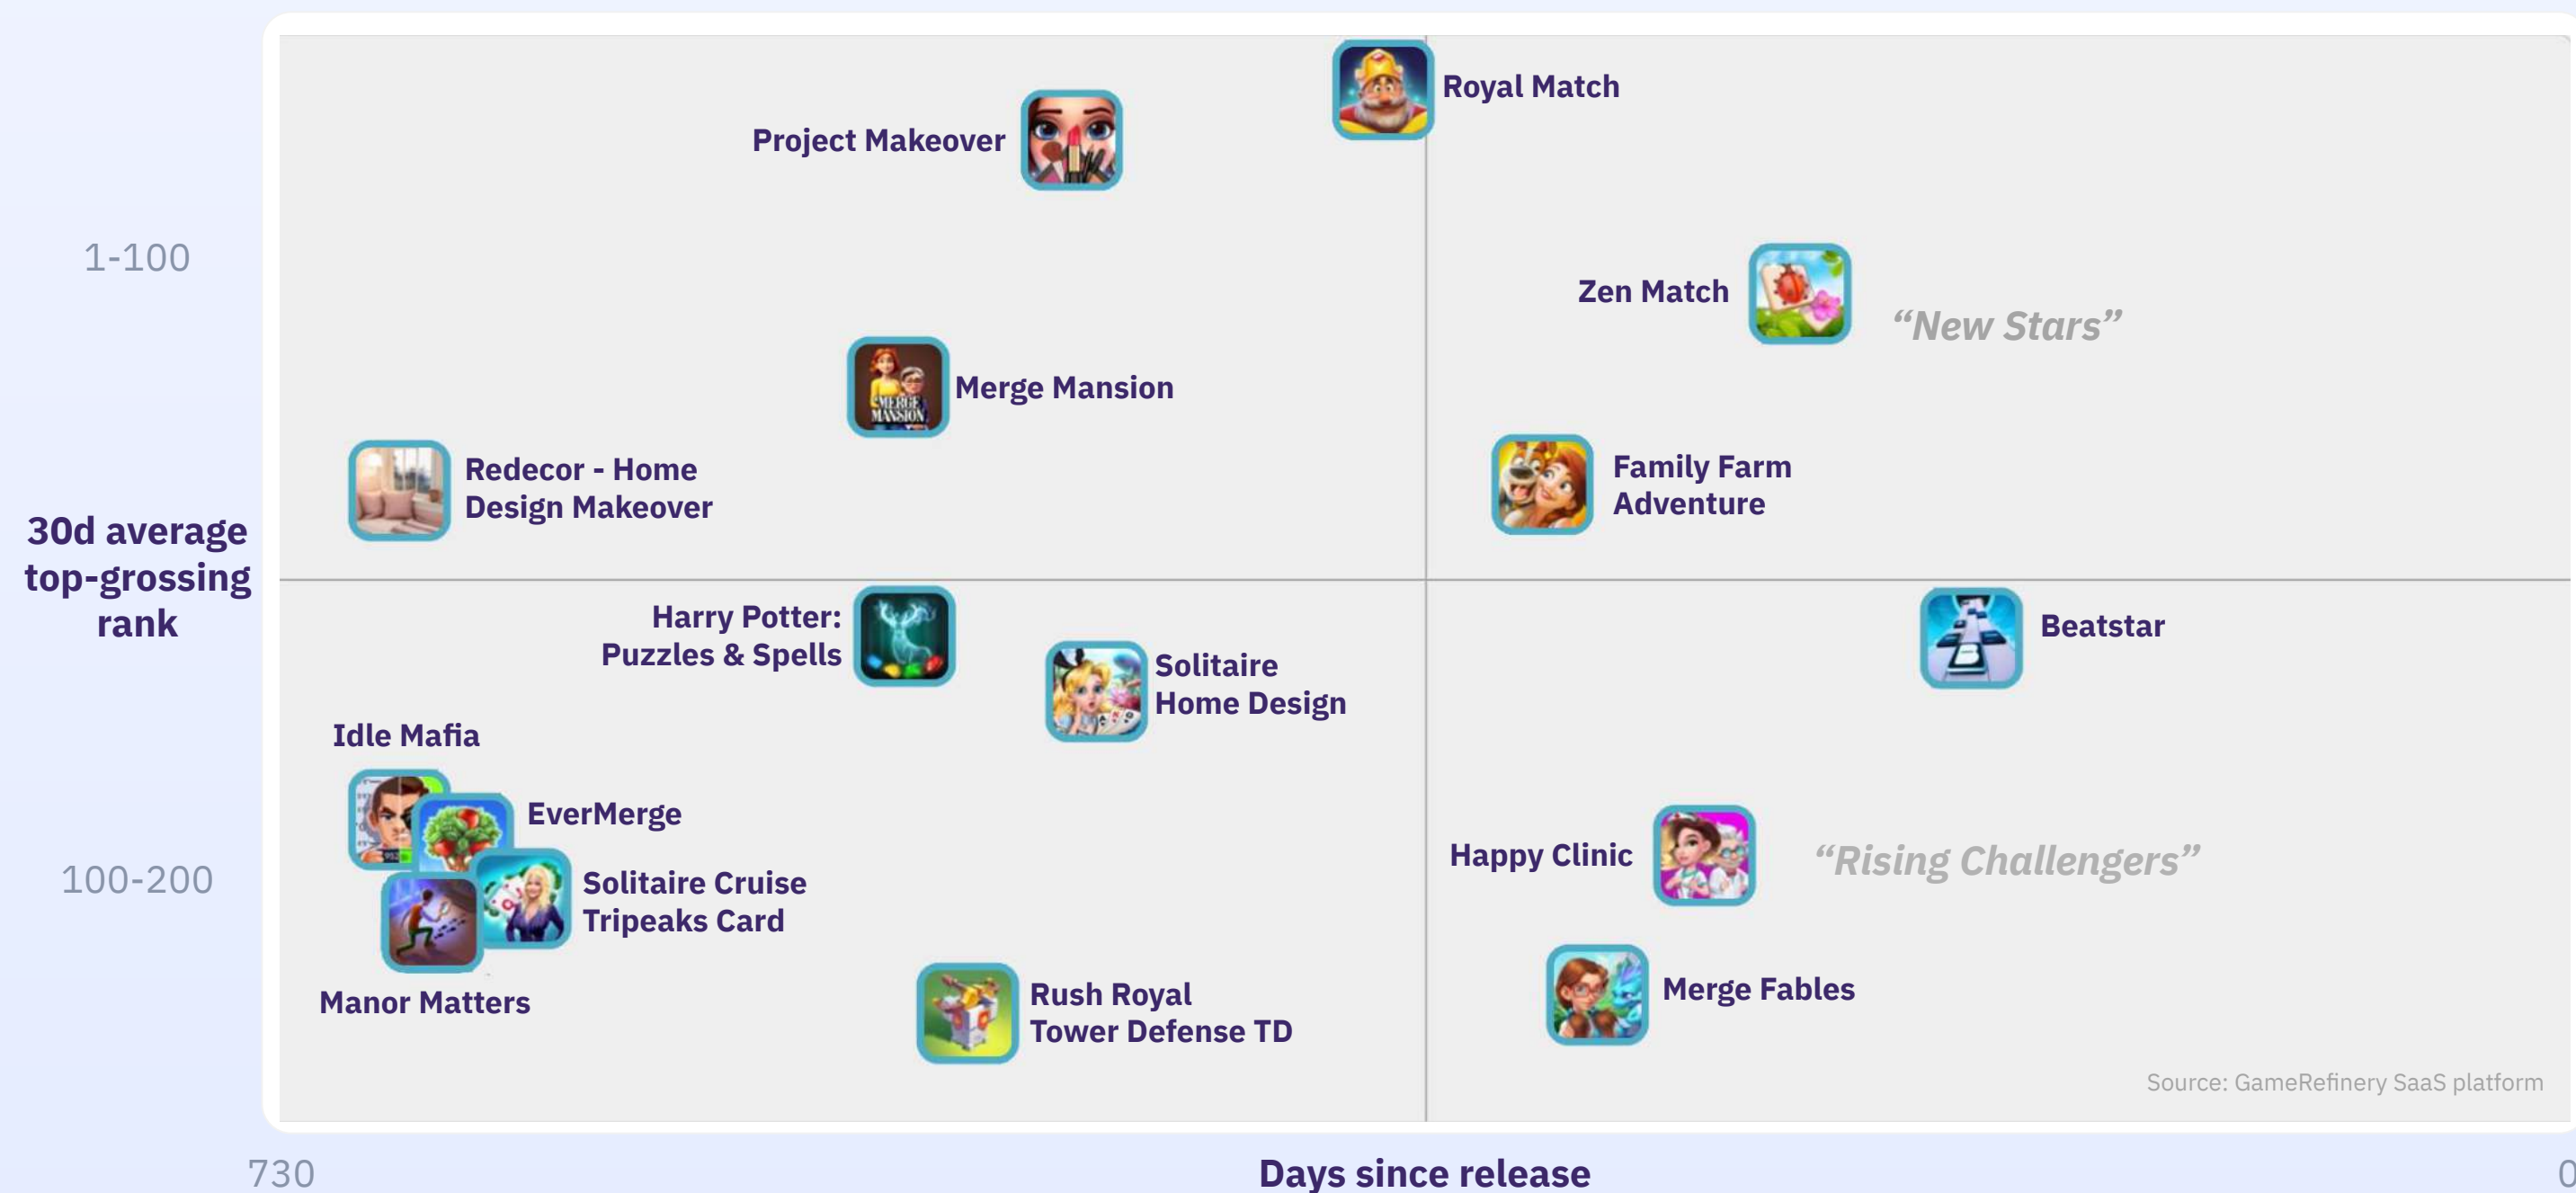 Royal Match
Project Makeover
1-100
Zen Match
“New Stars”
Merge Mansion
MERGE
MANSION
Redecor - Home
Design Makeover
Family Farm
Adventure
30d average
top-grossing
rank
Harry Potter:
Puzzles & Spells
Solitaire
Home Design
Beatstar
Idle Mafia
EverMerge
Happy Clinic
“Rising Challengers”
100-200
Solitaire Cruise
Tripeaks Card
Manor Matters
Rush Royal
Tower Defense TD
Merge Fables
Source: GameRefinery SaaS platform
730
Days since release
0